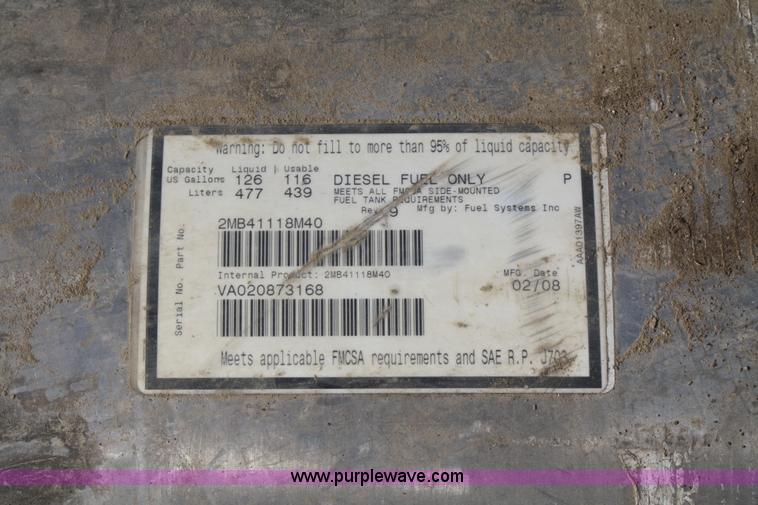 Warning: Do not fill to more than 95% of liquid capacity
Capacity Liquid | Usable
US Gallons 126 116
Liters 477 439
DIESEL FUEL ONLY P
MEETS ALL FMCSA SIDE-MOUNTED
FUEL TANK REQUIREMENTS
Rev. 9 Mfg by: Fuel Systems Inc
Part No.
2MB41118M40
Internal Product: 2MB41118M40
Serial No.
VA020873168
MFG. Date
02/08
AAA01397AW
Meets applicable FMCSA requirements and SAE R.P. J703
www.purplewave.com